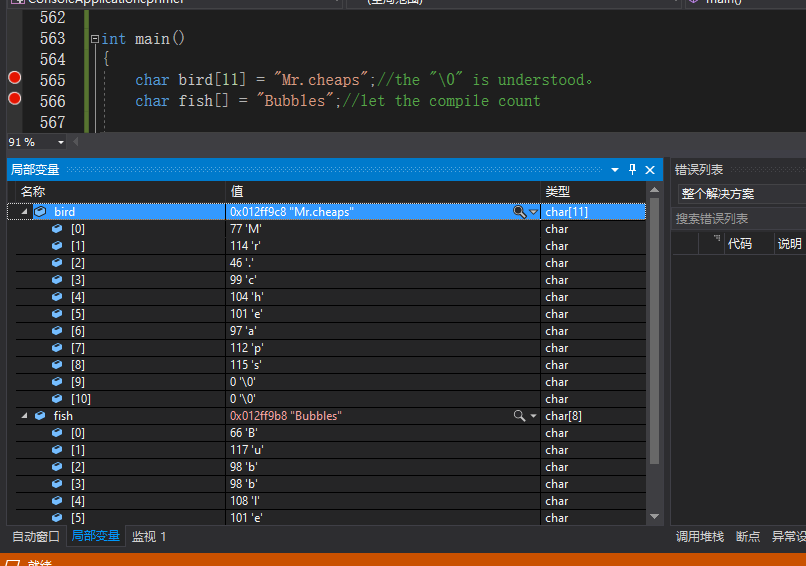 ConsoleApplicationprimer
(全局范围)
main()
562
563 int main()
564 {
565 char bird[11] = "Mr.cheaps";//the "\0" is understood。
566 char fish[] = "Bubbles";//let the compile count
567
91 %
局部变量
错误列表
名称 值 类型
整个解决方案
bird 0x012ff9c8 "Mr.cheaps" char[11]
搜索错误列表
[0] 77 'M' char
[1] 114 'r' char
代码 说明
[2] 46 '.' char
[3] 99 'c' char
[4] 104 'h' char
[5] 101 'e' char
[6] 97 'a' char
[7] 112 'p' char
[8] 115 's' char
[9] 0 '\0' char
[10] 0 '\0' char
fish 0x012ff9b8 "Bubbles" char[8]
[0] 66 'B' char
[1] 117 'u' char
[2] 98 'b' char
[3] 98 'b' char
[4] 108 'l' char
[5] 101 'e' char
自动窗口 局部变量 监视 1
调用堆栈 断点 异常设
就绪